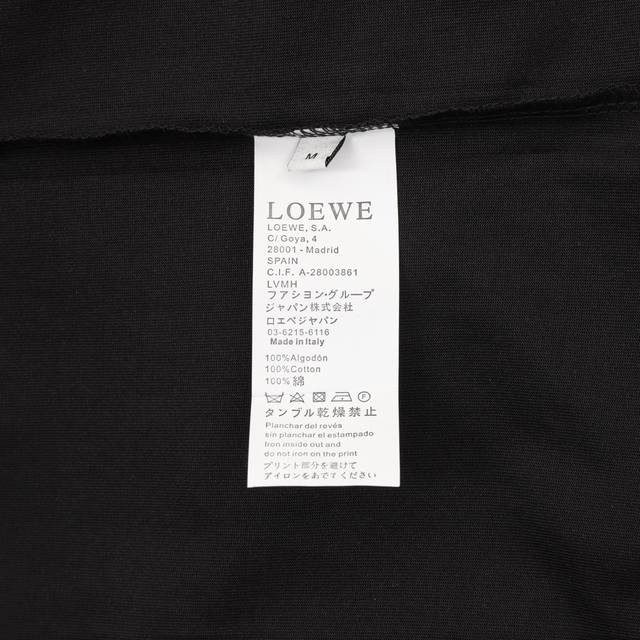 M
LOEWE
LOEWE, S.A.
C/ Goya, 4
28001 - Madrid
SPAIN
C.I.F. A-28003861
LVMH
ファション・グループ
ジャパン株式会社
ロエベジャパン
03-6215-6116
Made in Italy
100%Algodón
100%Cotton
100% 綿
タンブル乾燥禁止
Planchar del revés
sin planchar el estampado
Iron inside out and
do not iron on the print
プリント部分を避けて
アイロンをあでてください